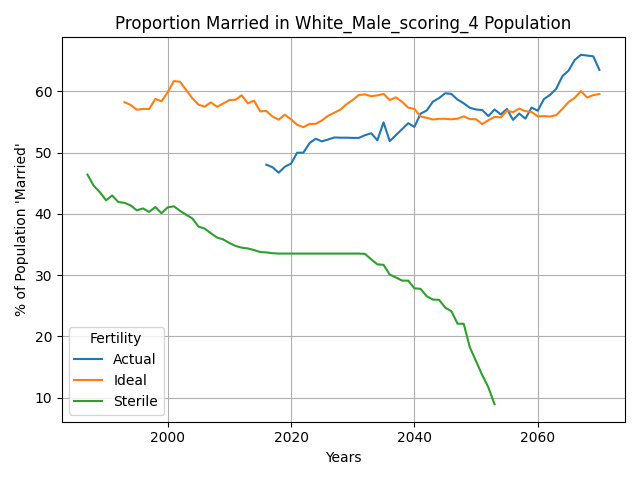 Proportion Married in White_Male_scoring_4 Population
% of Population 'Married'
60
50
40
30
20
10
Fertility
Actual
Ideal
Sterile
2000
2020
2040
2060
Years